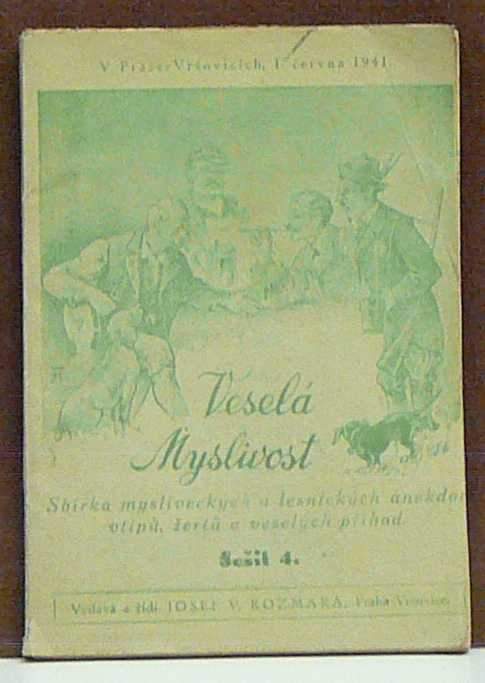 V Praze-Vršovicích, 1. června 1941.
Veselá
Myslivost
Sbírka mysliveckých a lesnických anekdot
vtipů, žertů a veselých příhod.
Sešit 4.
Vydává a řídí JOSEF V. ROZMARA, Praha-Vršovice